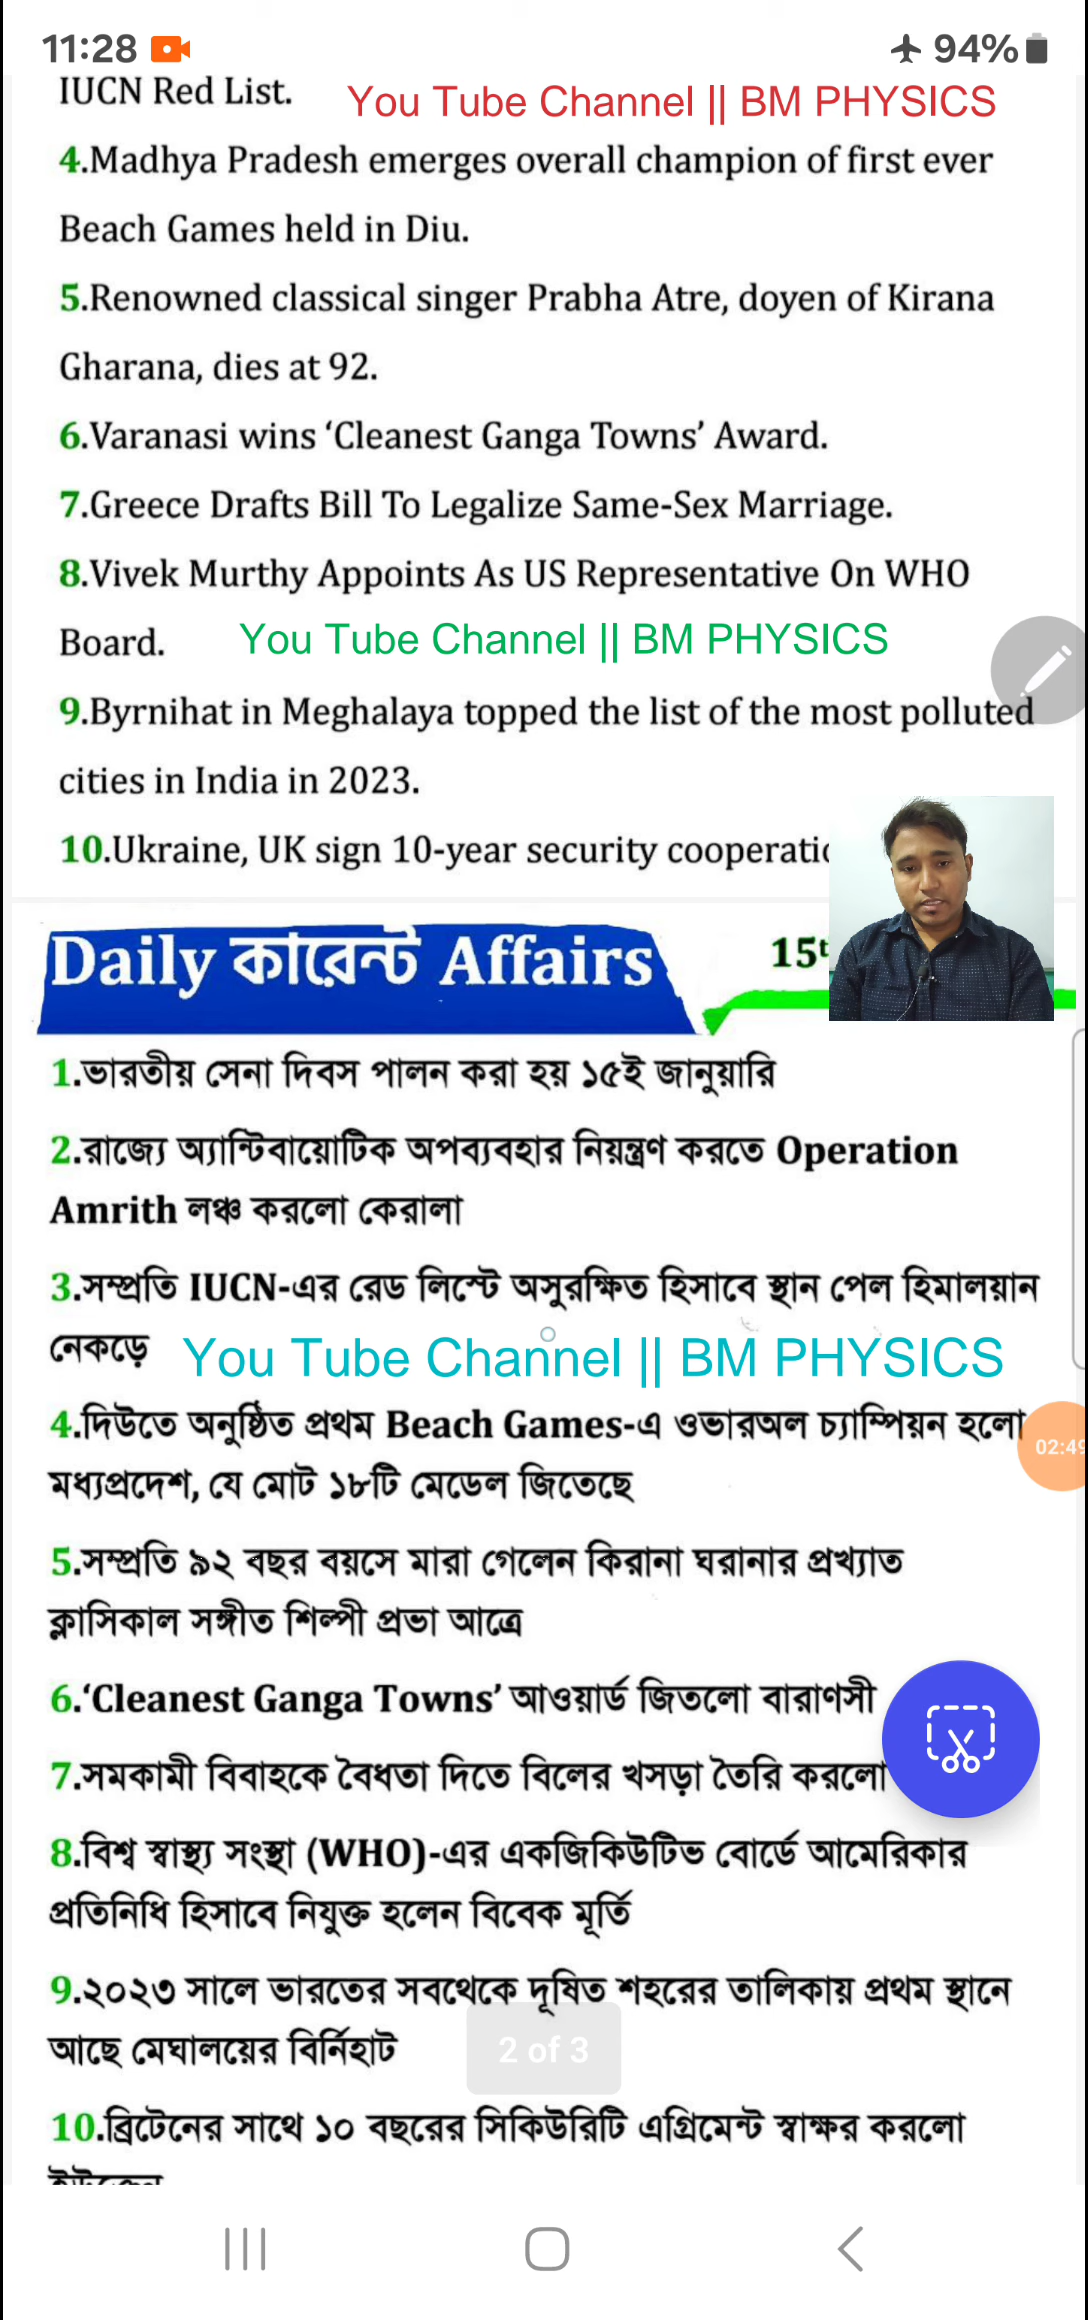 11:28
94%
IUCN Red List.
You Tube Channel || BM PHYSICS
4.Madhya Pradesh emerges overall champion of first ever
Beach Games held in Diu.
5.Renowned classical singer Prabha Atre, doyen of Kirana
Gharana, dies at 92.
6.Varanasi wins ‘Cleanest Ganga Towns’ Award.
7.Greece Drafts Bill To Legalize Same-Sex Marriage.
8.Vivek Murthy Appoints As US Representative On WHO
Board.
You Tube Channel || BM PHYSICS
9.Byrnihat in Meghalaya topped the list of the most polluted
cities in India in 2023.
10.Ukraine, UK sign 10-year security
Daily কারেন্ট Affairs
1.ভারতীয় সেনা দিবস পালন করা হয় ১৫ই জানুয়ারি
2.রাজ্যে অ্যান্টিবায়োটিক অপব্যবহার নিয়ন্ত্রণ করতে Operation
Amrith লঞ্চ করলো কেরালা
3.সম্প্রতি IUCN-এর রেড লিস্টে অসুরক্ষিত হিসাবে স্থান পেল হিমালয়ান
নেকড়ে
You Tube Channel || BM PHYSICS
4.দিউতে অনুষ্ঠিত প্রথম Beach Games-এ ওভারঅল চ্যাম্পিয়ন হলো
মধ্যপ্রদেশ, যে মোট ১৮টি মেডেল জিতেছে
5.সম্প্রতি ৯২ বছর বয়সে মারা গেলেন কিরানা ঘরানার প্রখ্যাত
ক্লাসিকাল সঙ্গীত শিল্পী প্রভা আত্রে
6.‘Cleanest Ganga Towns’ আওয়ার্ড জিতলো বারাণসী
7.সমকামী বিবাহকে বৈধতা দিতে বিলের খসড়া তৈরি করলো
8.বিশ্ব স্বাস্থ্য সংস্থা (WHO)-এর একজিকিউটিভ বোর্ডে আমেরিকার
প্রতিনিধি হিসাবে নিযুক্ত হলেন বিবেক মূর্তি
9.২০২৩ সালে ভারতের সবথেকে দূষিত শহরের তালিকায় প্রথম স্থানে
আছে মেঘালয়ের বির্নিহাট
2 of 3
10.ব্রিটেনের সাথে ১০ বছরের সিকিউরিটি এগ্রিমেন্ট স্বাক্ষর করলো